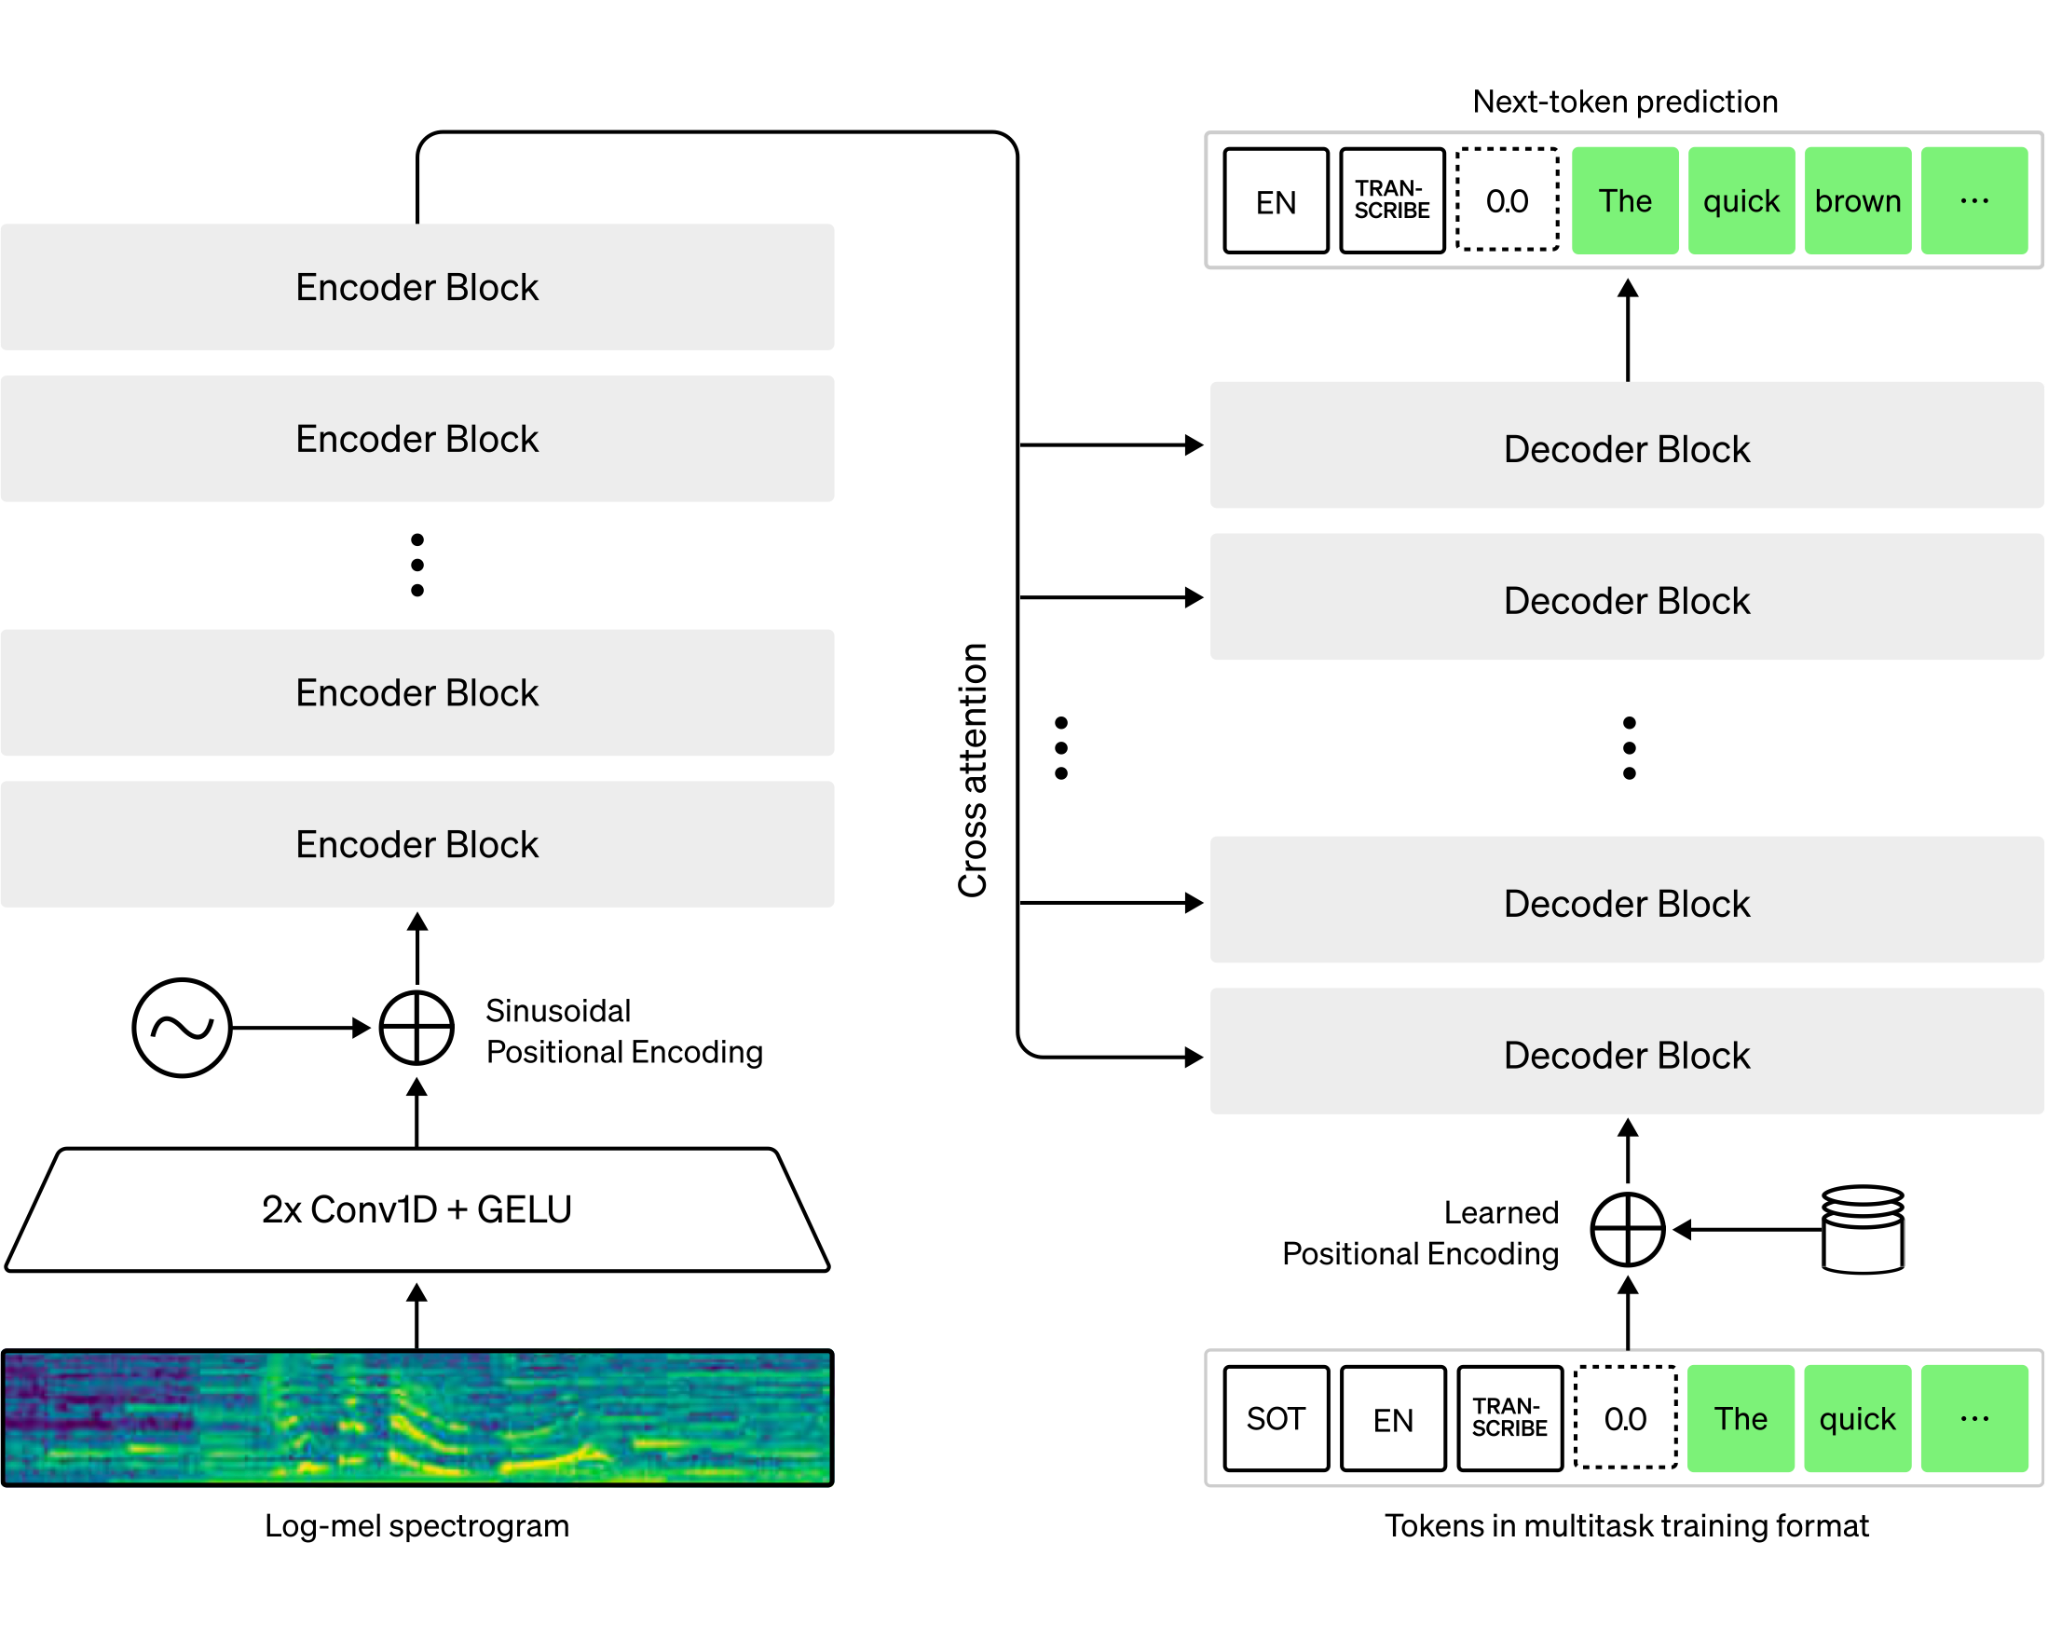 Encoder Block
Encoder Block
Encoder Block
Encoder Block
Sinusoidal
Positional Encoding
2x Conv1D + GELU
Log-mel spectrogram
Cross attention
Next-token prediction
EN TRAN- 0.0 The quick brown ...
SCRIBE
Decoder Block
Decoder Block
Decoder Block
Decoder Block
Learned
Positional Encoding
SOT EN TRAN- 0.0 The quick ...
SCRIBE
Tokens in multitask training format